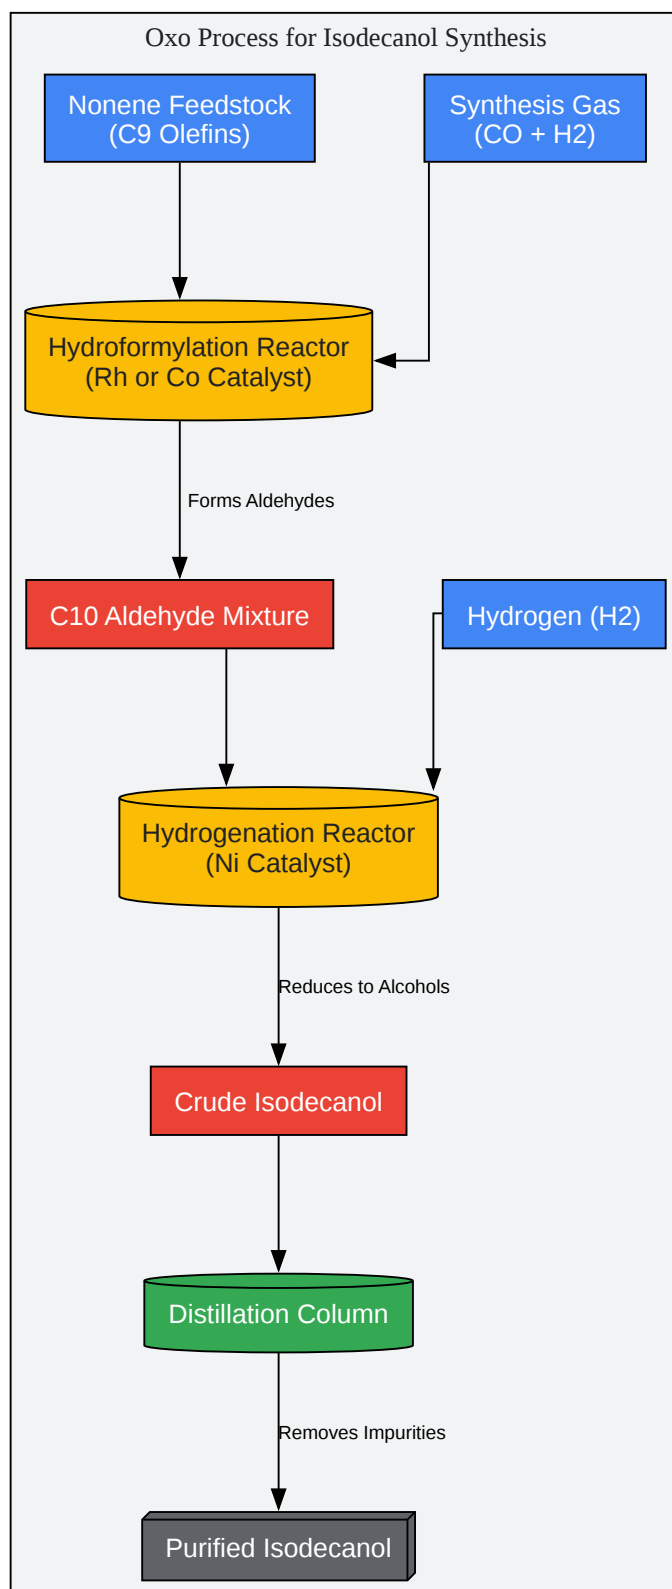 Oxo Process for Isodecanol Synthesis
Nonene Feedstock
(C9 Olefins)
Synthesis Gas
(CO + H2)
Hydroformylation Reactor
(Rh or Co Catalyst)
Forms Aldehydes
C10 Aldehyde Mixture
Hydrogen (H2)
Hydrogenation Reactor
(Ni Catalyst)
Reduces to Alcohols
Crude Isodecanol
Distillation Column
Removes Impurities
Purified Isodecanol